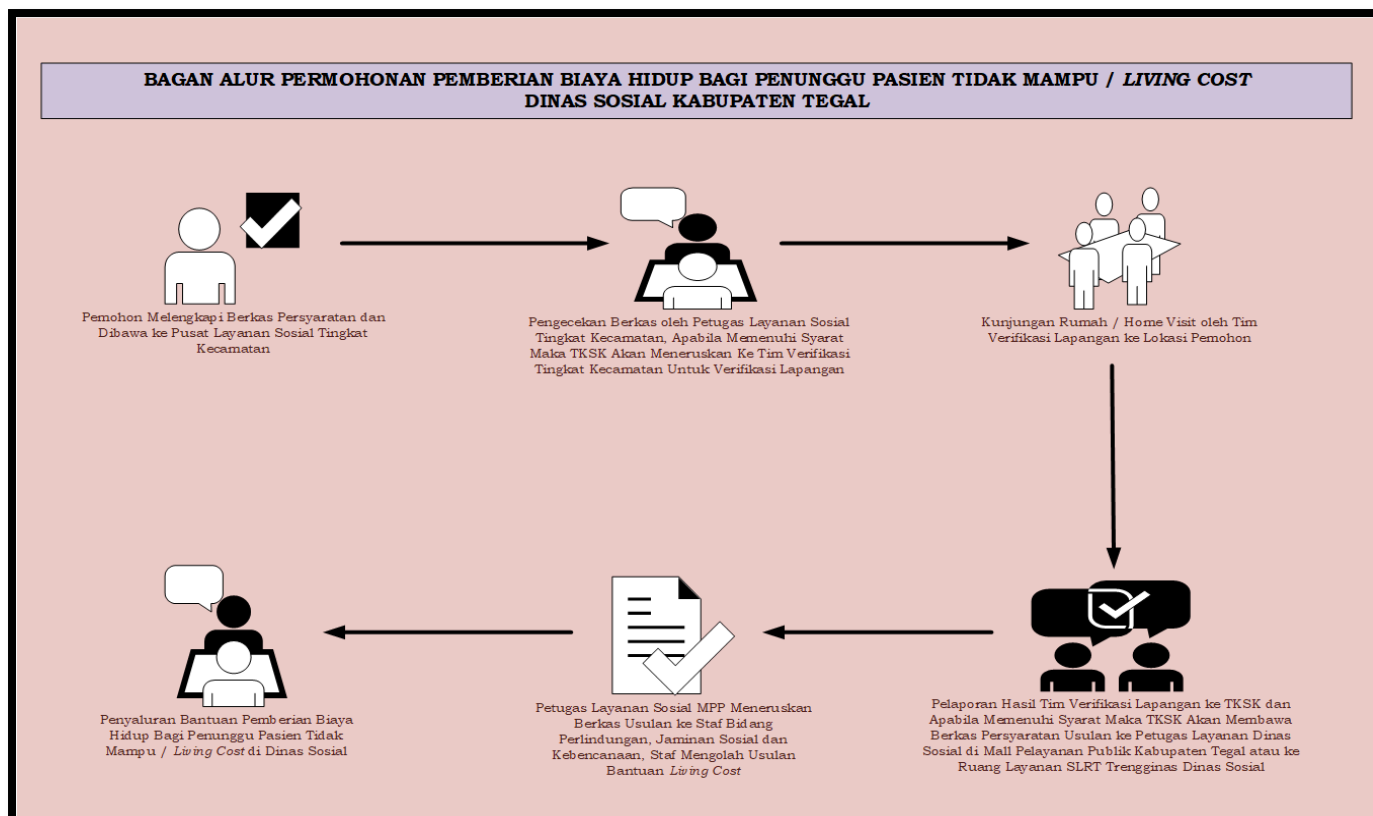 BAGAN ALUR PERMOHONAN PEMBERIAN BIAYA HIDUP BAGI PENUNGGU PASIEN TIDAK MAMPU / LIVING COST
DINAS SOSIAL KABUPATEN TEGAL
Pemohon Melengkapi Berkas Persyaratan dan
Dibawa ke Pusat Layanan Sosial Tingkat
Kecamatan
Pengecekan Berkas oleh Petugas Layanan Sosial
Tingkat Kecamatan, Apabila Memenuhi Syarat
Maka TKSK Akan Meneruskan Ke Tim Verifikasi
Tingkat Kecamatan Untuk Verifikasi Lapangan
Kunjungan Rumah / Home Visit oleh Tim
Verifikasi Lapangan ke Lokasi Pemohon
Pelaporan Hasil Tim Verifikasi Lapangan ke TKSK dan
Apabila Memenuhi Syarat Maka TKSK Akan Membawa
Berkas Persyaratan Usulan ke Petugas Layanan Dinas
Sosial di Mall Pelayanan Publik Kabupaten Tegal atau ke
Ruang Layanan SLRT Trengginas Dinas Sosial
Petugas Layanan Sosial MPP Meneruskan
Berkas Usulan ke Staf Bidang
Perlindungan, Jaminan Sosial dan
Kebencanaan, Staf Mengolah Usulan
Bantuan Living Cost
Penyaluran Bantuan Pemberian Biaya
Hidup Bagi Penunggu Pasien Tidak
Mampu / Living Cost di Dinas Sosial